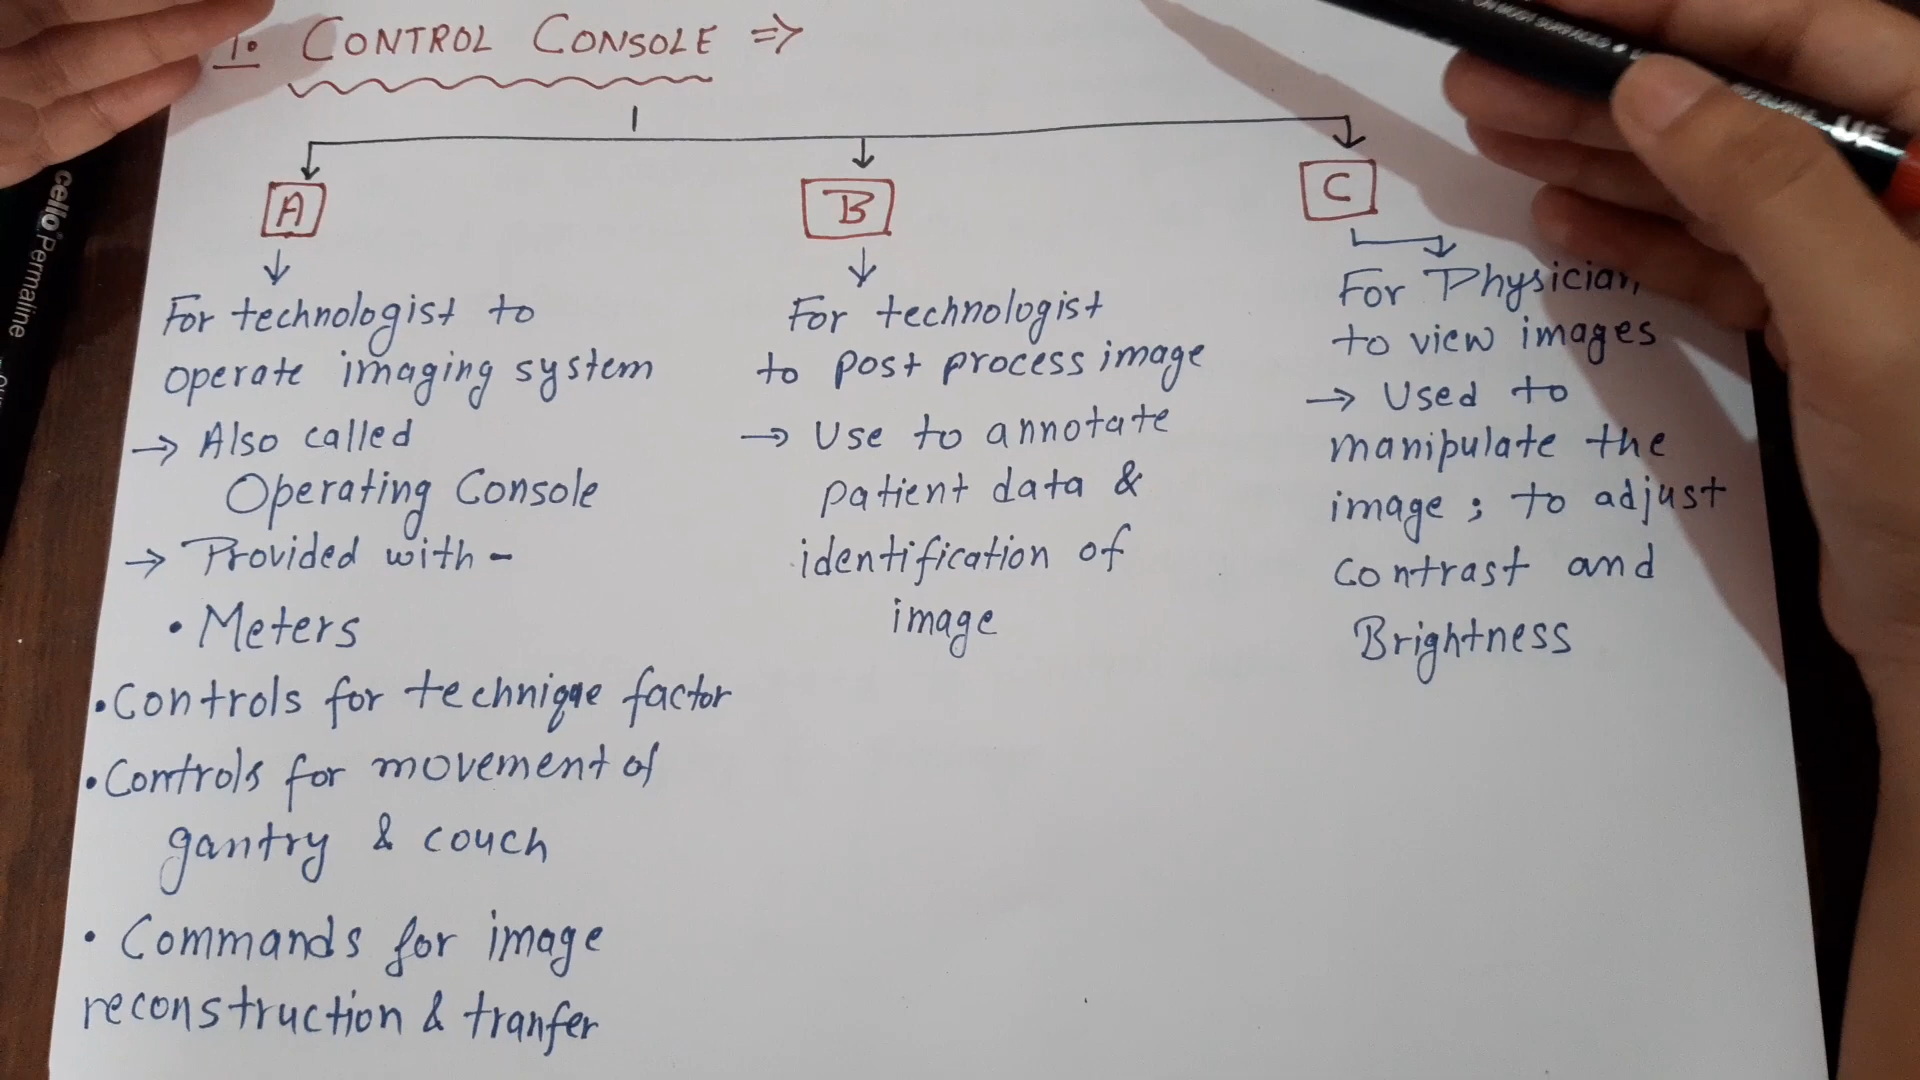 1. CONTROL CONSOLE ⇒
A
For technologist to
operate imaging system
→ Also called
Operating Console
→ Provided with -
• Meters
• Controls for technique factor
• Controls for movement of
gantry & couch
• Commands for image
reconstruction & tranfer
B
For technologist
to post process image
→ Use to annotate
patient data &
identification of
image
C
For Physician
to view images
→ Used to
manipulate the
image ; to adjust
contrast and
Brightness
cello Permaline